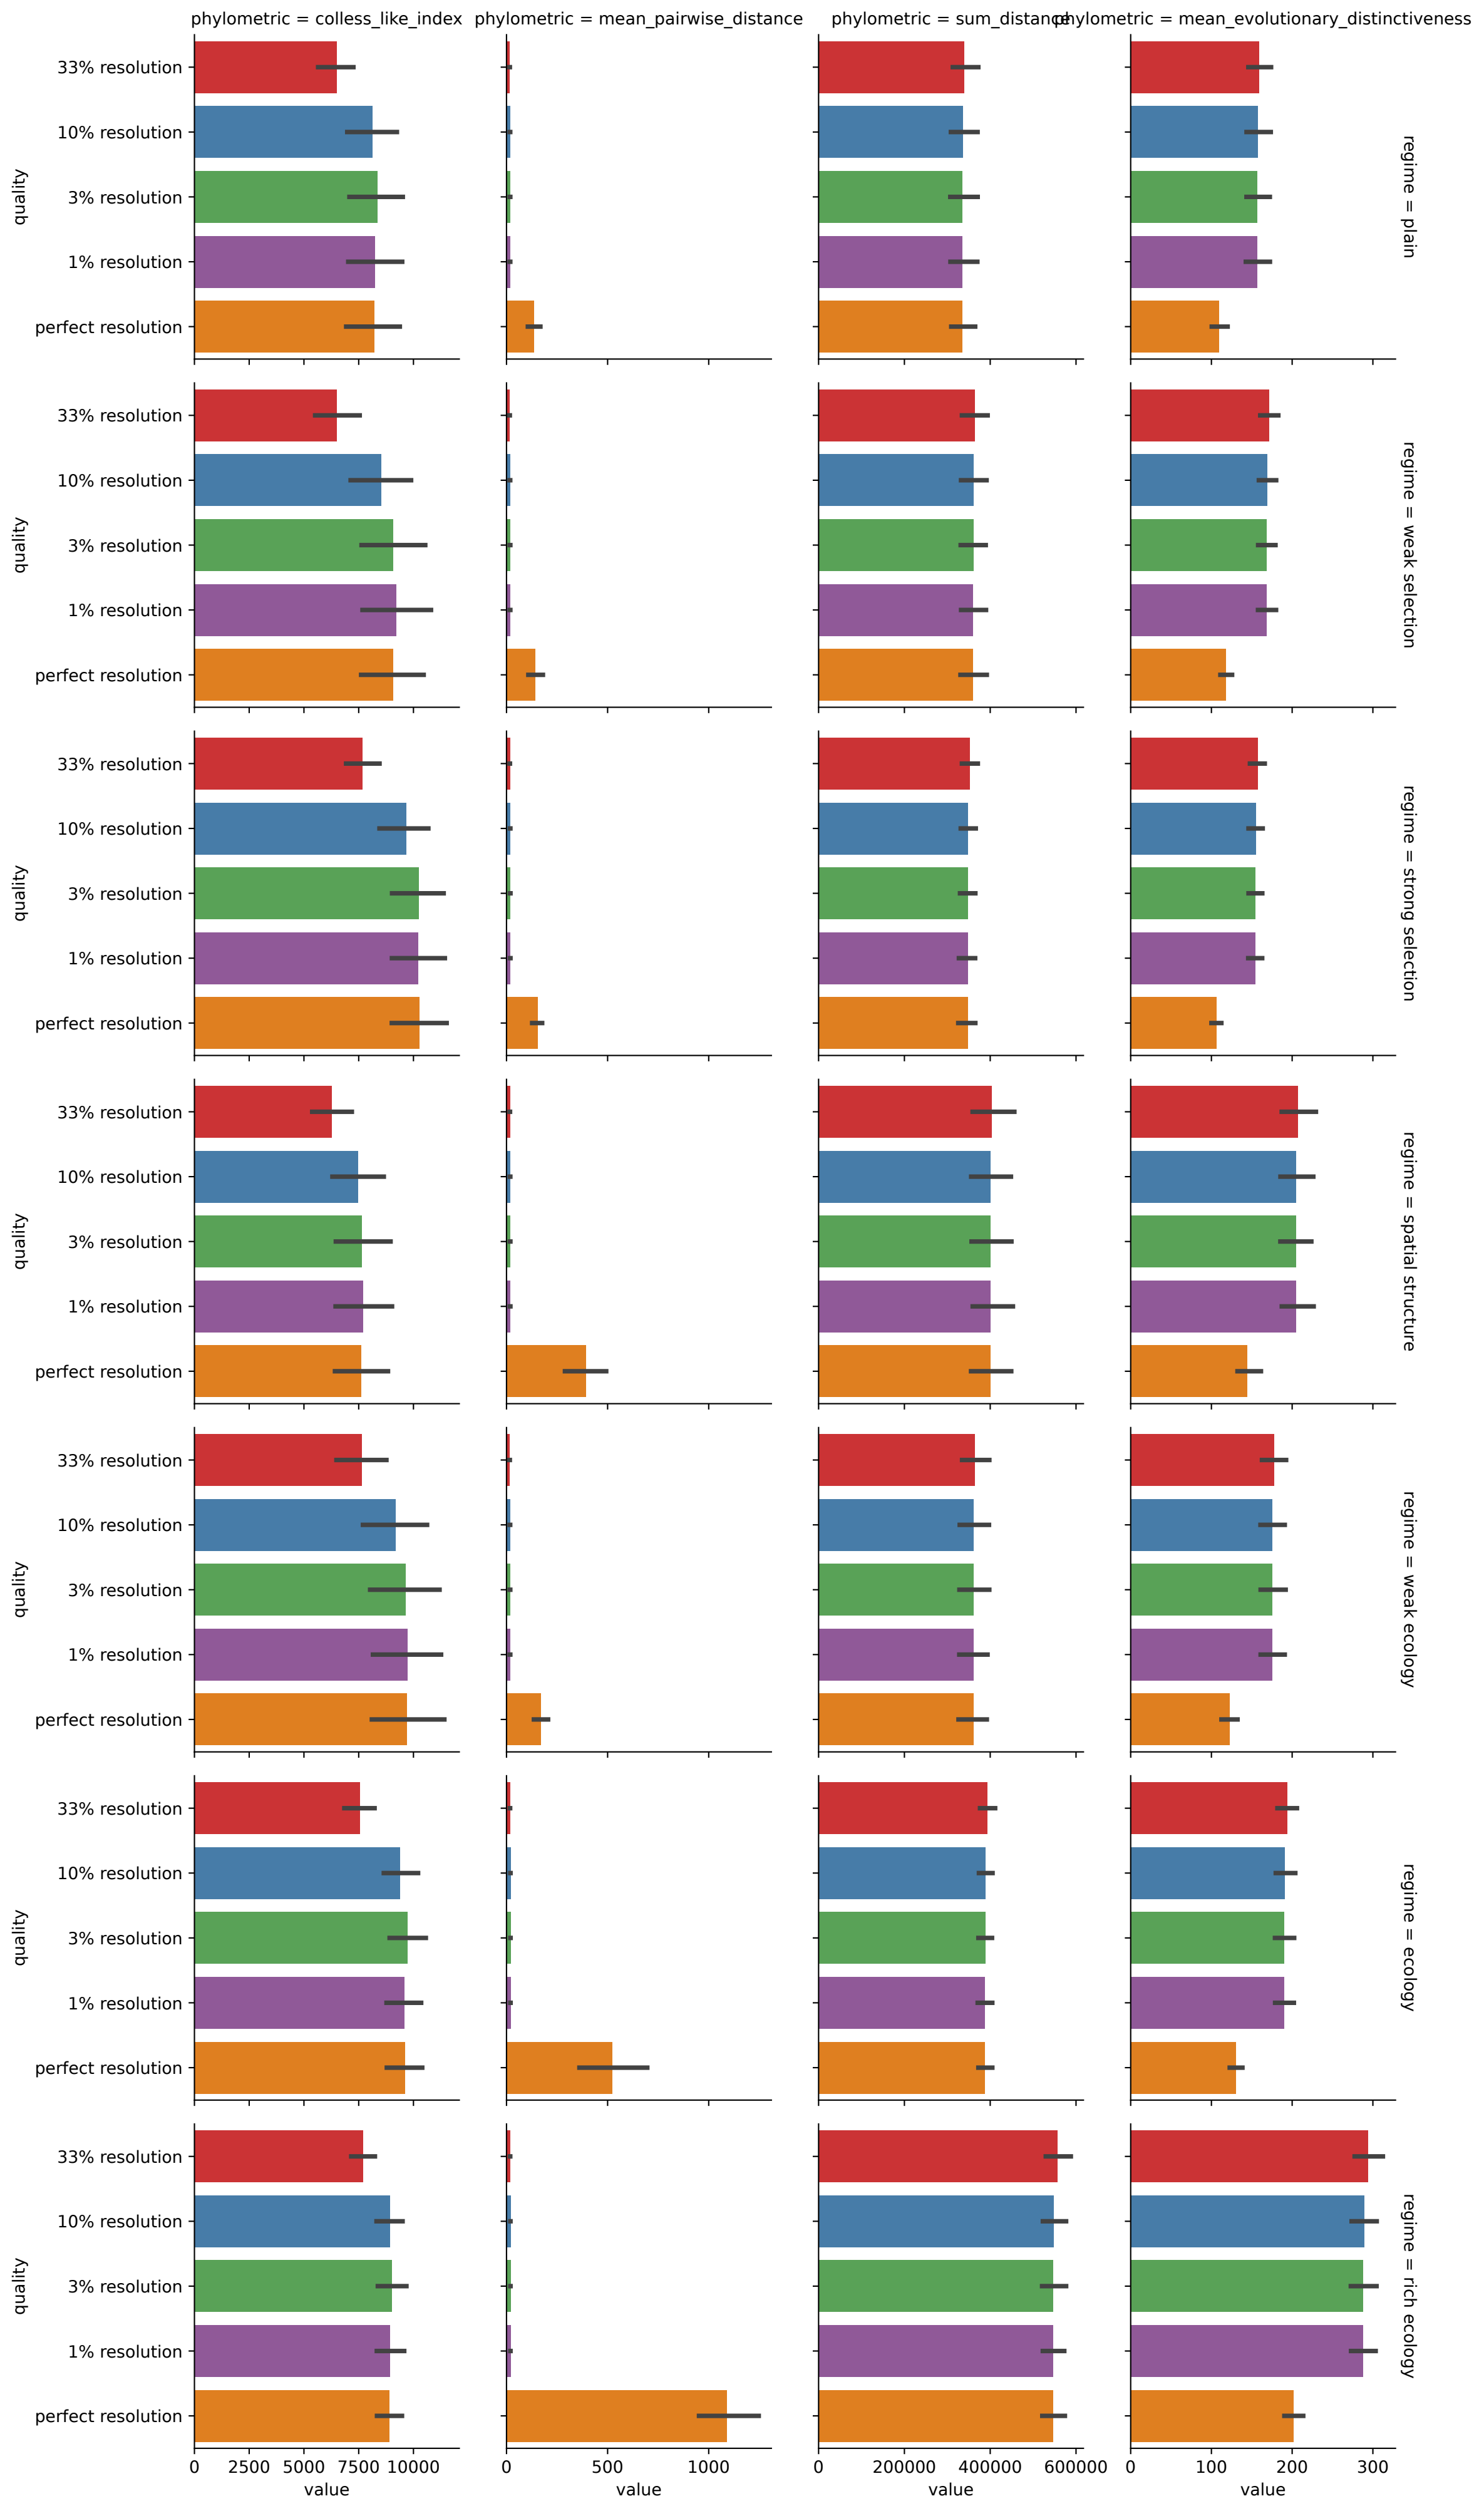 phylometric = colless_like_index
phylometric = mean_pairwise_distance
phylometric = sum_distance
phylometric = mean_evolutionary_distinctiveness
quality
33% resolution
10% resolution
3% resolution
1% resolution
perfect resolution
regime = plain
quality
33% resolution
10% resolution
3% resolution
1% resolution
perfect resolution
regime = weak selection
quality
33% resolution
10% resolution
3% resolution
1% resolution
perfect resolution
regime = strong selection
quality
33% resolution
10% resolution
3% resolution
1% resolution
perfect resolution
regime = spatial structure
quality
33% resolution
10% resolution
3% resolution
1% resolution
perfect resolution
regime = weak ecology
quality
33% resolution
10% resolution
3% resolution
1% resolution
perfect resolution
regime = ecology
quality
33% resolution
10% resolution
3% resolution
1% resolution
perfect resolution
regime = rich ecology
0 2500 5000 7500 10000
value
0 500 1000
value
0 200000 400000 600000
value
0 100 200 300
value